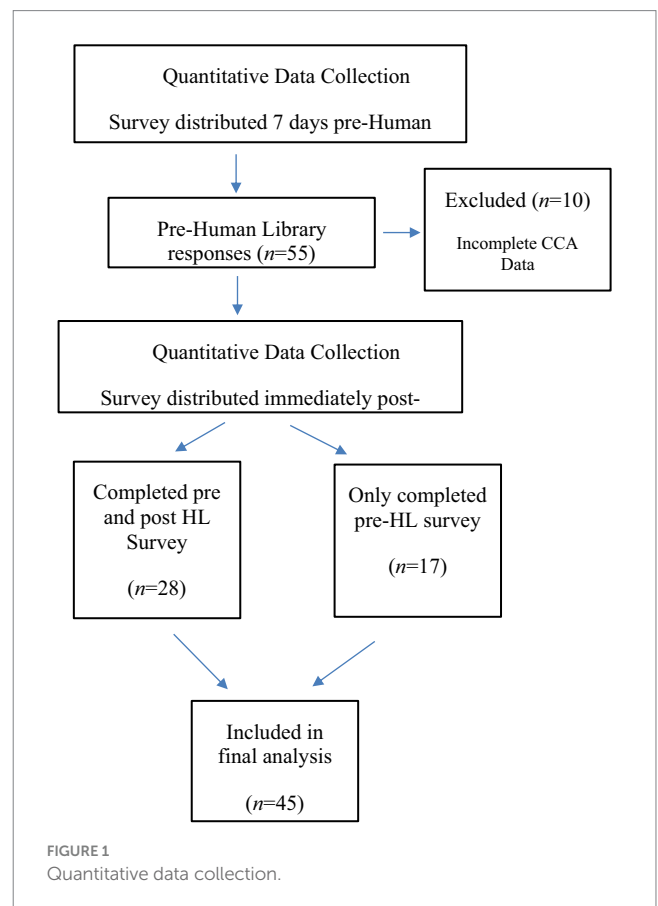 Quantitative Data Collection
Survey distributed 7 days pre-Human
Pre-Human Library
responses (n=55)
Excluded (n=10)
Incomplete CCA
Data
Quantitative Data Collection
Survey distributed immediately post-
Completed pre
and post HL
Survey
(n=28)
Only completed
pre-HL survey
(n=17)
Included in
final analysis
(n=45)
FIGURE 1
Quantitative data collection.